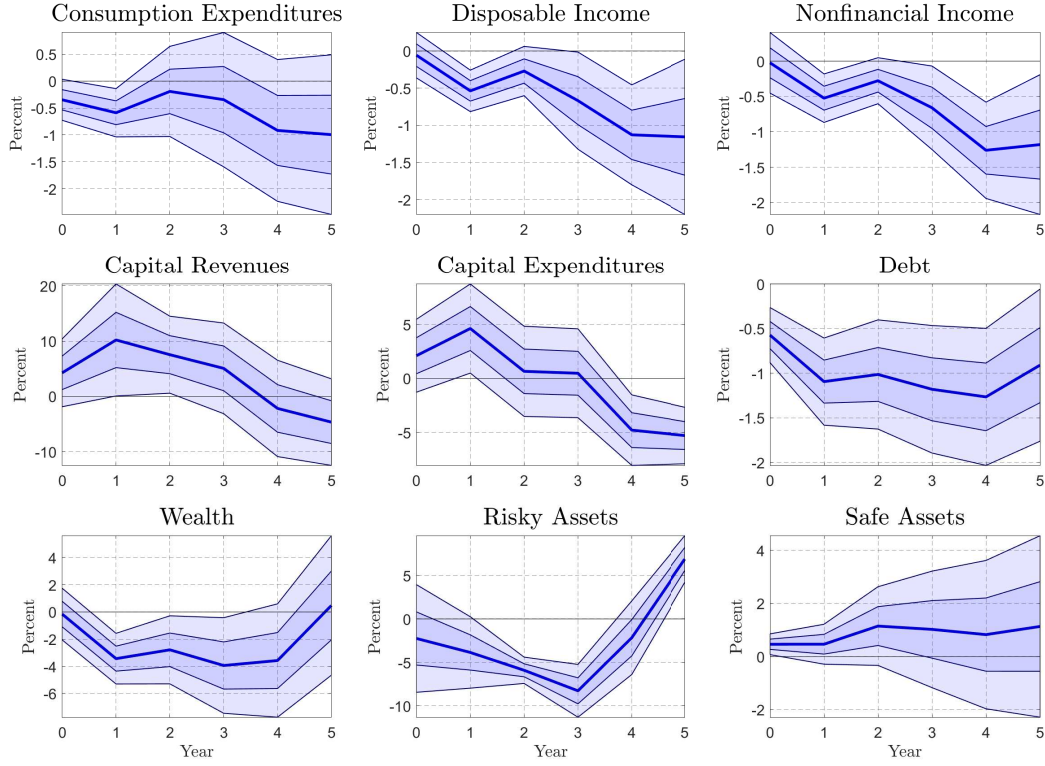 Consumption Expenditures
Disposable Income
Nonfinancial Income
Percent
0.5
0
-0.5
-1
-1.5
-2
0 1 2 3 4 5
Percent
0
-0.5
-1
-1.5
-2
0 1 2 3 4 5
Percent
0
-0.5
-1
-1.5
-2
0 1 2 3 4 5
Capital Revenues
Capital Expenditures
Debt
Percent
20
10
0
-10
0 1 2 3 4 5
Percent
5
0
-5
0 1 2 3 4 5
Percent
0
-0.5
-1
-1.5
-2
0 1 2 3 4 5
Wealth
Risky Assets
Safe Assets
Percent
4
2
0
-2
-4
-6
0 1 2 3 4 5
Year
Percent
5
0
-5
-10
0 1 2 3 4 5
Year
Percent
4
2
0
-2
0 1 2 3 4 5
Year